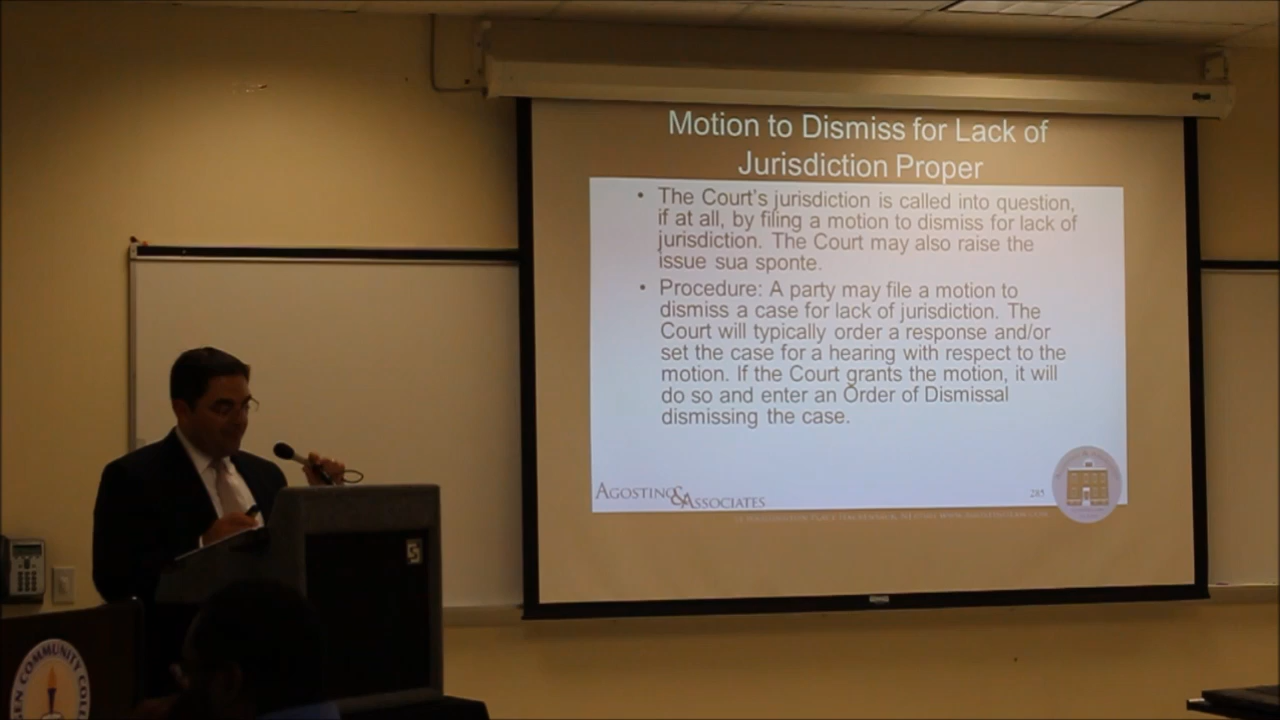 Motion to Dismiss for Lack of
Jurisdiction Proper
• The Court's jurisdiction is called into question,
if at all, by filing a motion to dismiss for lack of
jurisdiction. The Court may also raise the
issue sua sponte.
• Procedure: A party may file a motion to
dismiss a case for lack of jurisdiction. The
Court will typically order a response and/or
set the case for a hearing with respect to the
motion. If the Court grants the motion, it will
do so and enter an Order of Dismissal
dismissing the case.
AGOSTINO & ASSOCIATES
285
GEN COMMUNITY COLL